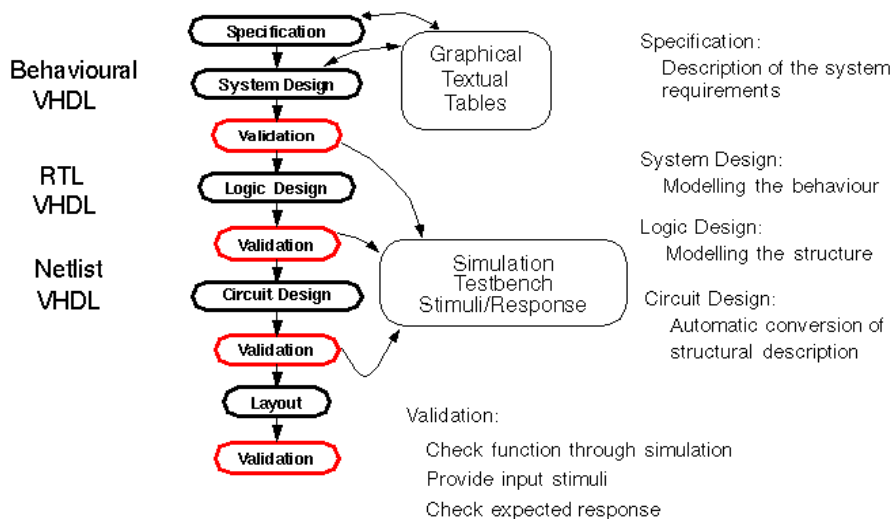 Specification
Graphical
Textual
Tables
Behavioural
VHDL
System Design
Validation
RTL
VHDL
Logic Design
Validation
Netlist
VHDL
Circuit Design
Validation
Layout
Validation
Simulation
Testbench
Stimuli/Response
Specification:
Description of the system
requirements
System Design:
Modelling the behaviour
Logic Design:
Modelling the structure
Circuit Design:
Automatic conversion of
structural description
Validation:
Check function through simulation
Provide input stimuli
Check expected response